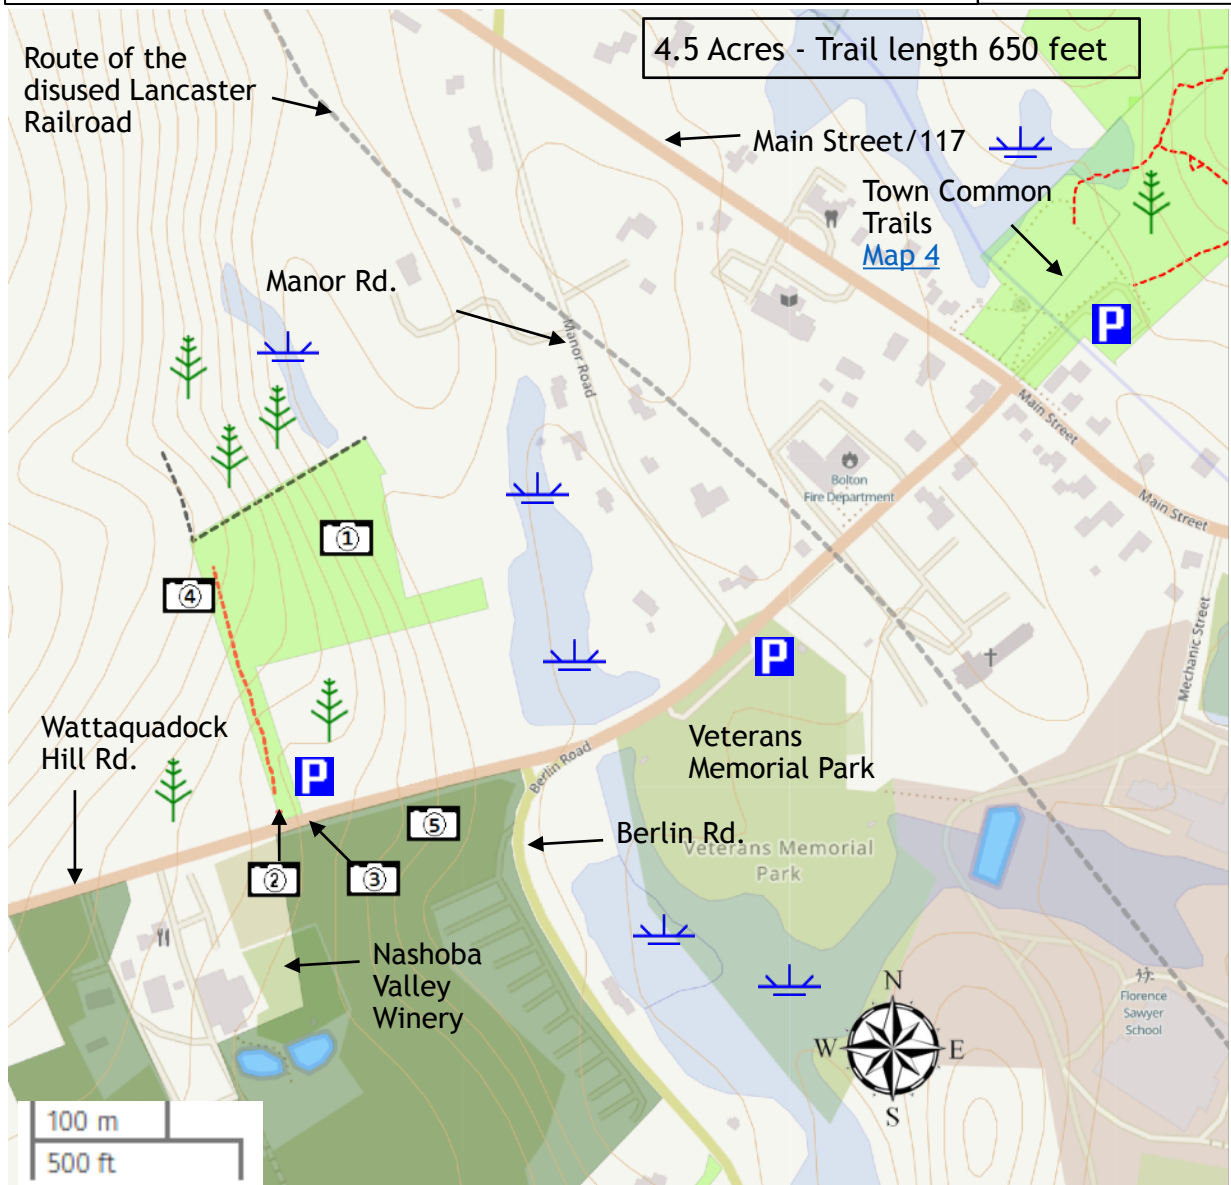 4.5 Acres - Trail length 650 feet
Route of the
disused Lancaster
Railroad
Main Street/117
Town Common
Trails
Map 4
Manor Rd.
Manor Road
Main Street
Main Street
Bolton
Fire Department
①
④
Mechanic Street
P
P
P
Wattaquadock
Hill Rd.
Veterans
Memorial Park
Berlin Road
⑤
Berlin Rd.
Veterans Memorial
Park
②
③
Nashoba
Valley
Winery
N
W
E
S
Florence
Sawyer
School
100 m
500 ft